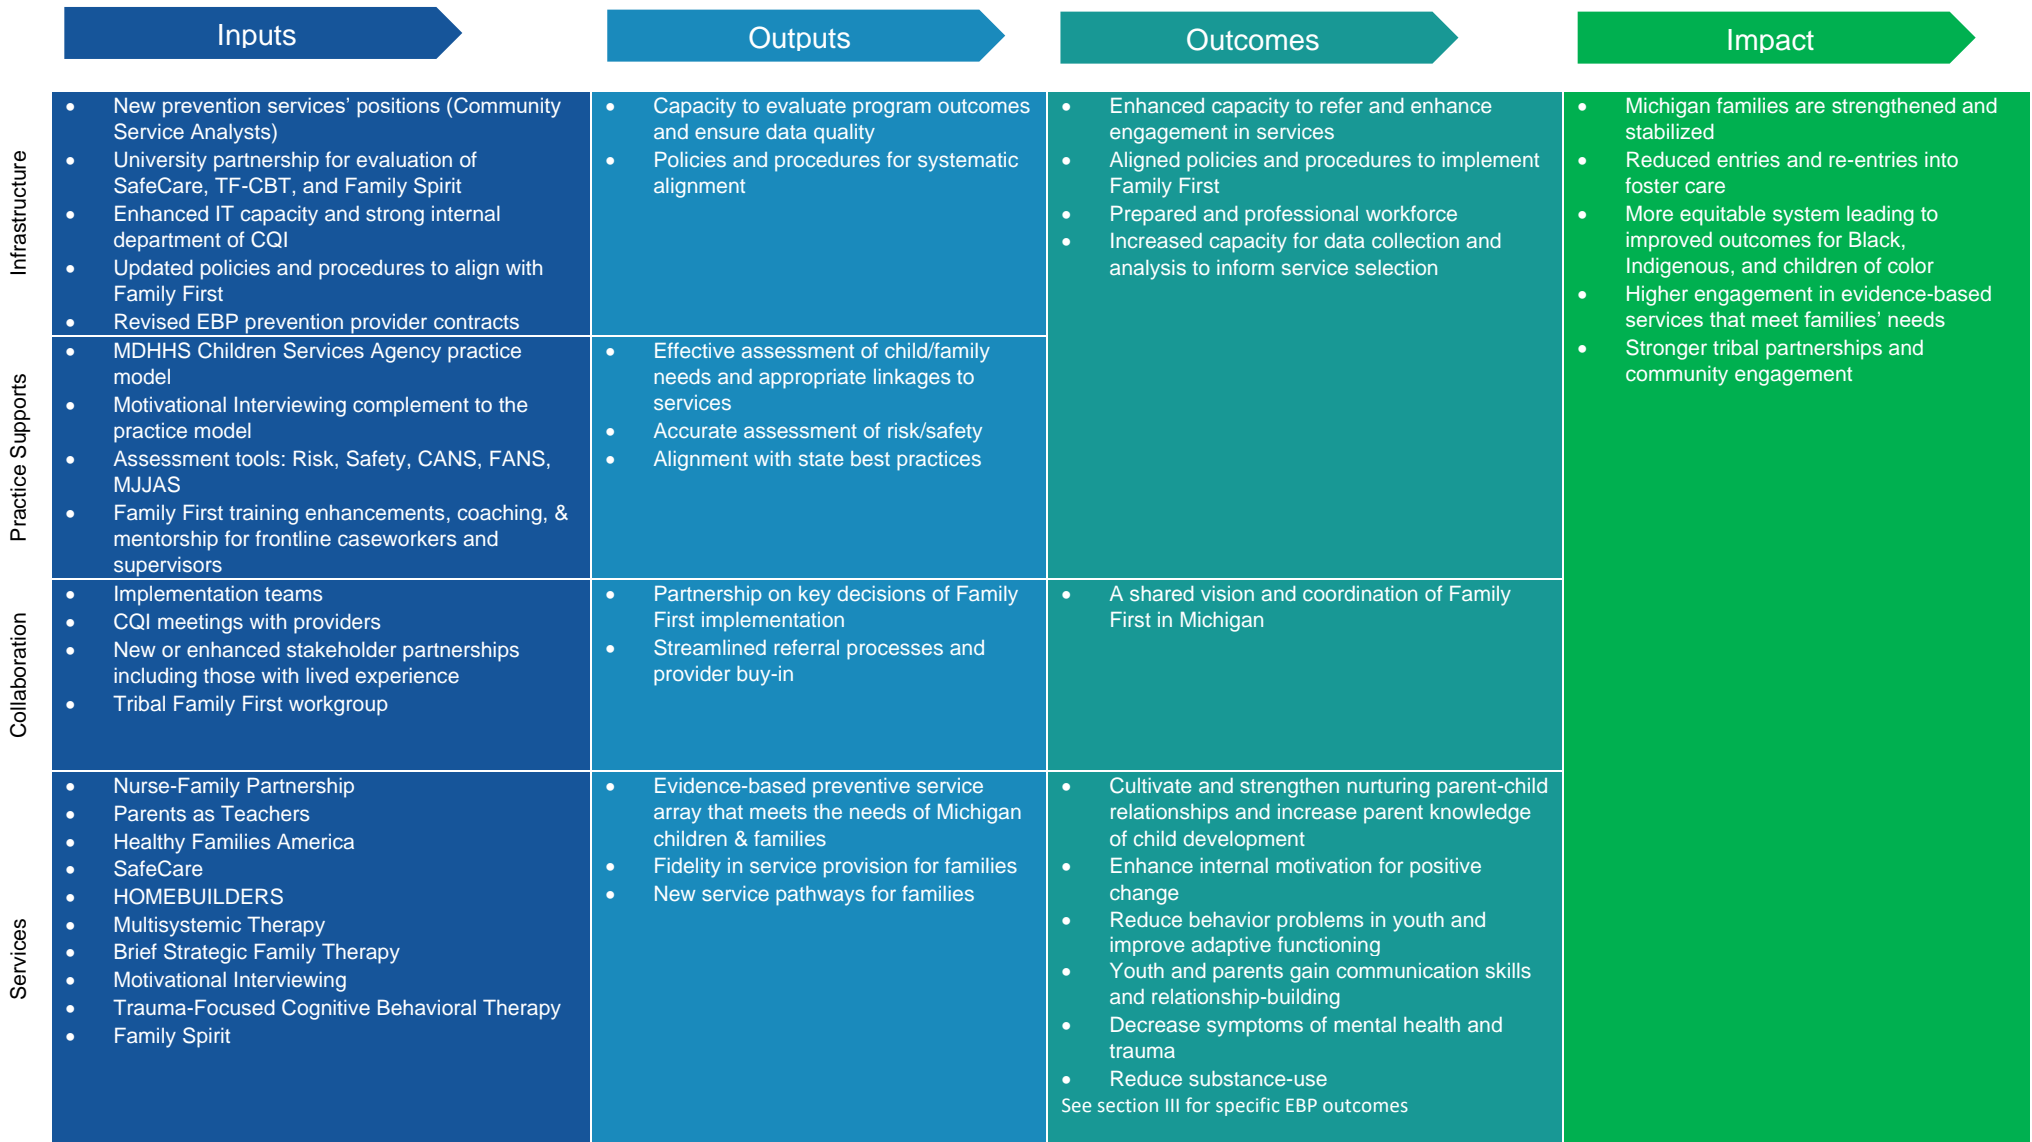 Inputs
Outputs
Outcomes
Impact
Infrastructure
• New prevention services’ positions (Community
Service Analysts)
• University partnership for evaluation of
SafeCare, TF-CBT, and Family Spirit
• Enhanced IT capacity and strong internal
department of CQI
• Updated policies and procedures to align with
Family First
• Revised EBP prevention provider contracts
• Capacity to evaluate program outcomes
and ensure data quality
• Policies and procedures for systematic
alignment
• Enhanced capacity to refer and enhance
engagement in services
• Aligned policies and procedures to implement
Family First
• Prepared and professional workforce
• Increased capacity for data collection and
analysis to inform service selection
• Michigan families are strengthened and
stabilized
• Reduced entries and re-entries into
foster care
• More equitable system leading to
improved outcomes for Black,
Indigenous, and children of color
• Higher engagement in evidence-based
services that meet families’ needs
• Stronger tribal partnerships and
community engagement
Practice Supports
• MDHHS Children Services Agency practice
model
• Motivational Interviewing complement to the
practice model
• Assessment tools: Risk, Safety, CANS, FANS,
MJJAS
• Family First training enhancements, coaching, &
mentorship for frontline caseworkers and
supervisors
• Effective assessment of child/family
needs and appropriate linkages to
services
• Accurate assessment of risk/safety
• Alignment with state best practices
Collaboration
• Implementation teams
• CQI meetings with providers
• New or enhanced stakeholder partnerships
including those with lived experience
• Tribal Family First workgroup
• Partnership on key decisions of Family
First implementation
• Streamlined referral processes and
provider buy-in
• A shared vision and coordination of Family
First in Michigan
Services
• Nurse-Family Partnership
• Parents as Teachers
• Healthy Families America
• SafeCare
• HOMEBUILDERS
• Multisystemic Therapy
• Brief Strategic Family Therapy
• Motivational Interviewing
• Trauma-Focused Cognitive Behavioral Therapy
• Family Spirit
• Evidence-based preventive service
array that meets the needs of Michigan
children & families
• Fidelity in service provision for families
• New service pathways for families
• Cultivate and strengthen nurturing parent-child
relationships and increase parent knowledge
of child development
• Enhance internal motivation for positive
change
• Reduce behavior problems in youth and
improve adaptive functioning
• Youth and parents gain communication skills
and relationship-building
• Decrease symptoms of mental health and
trauma
• Reduce substance-use
See section III for specific EBP outcomes